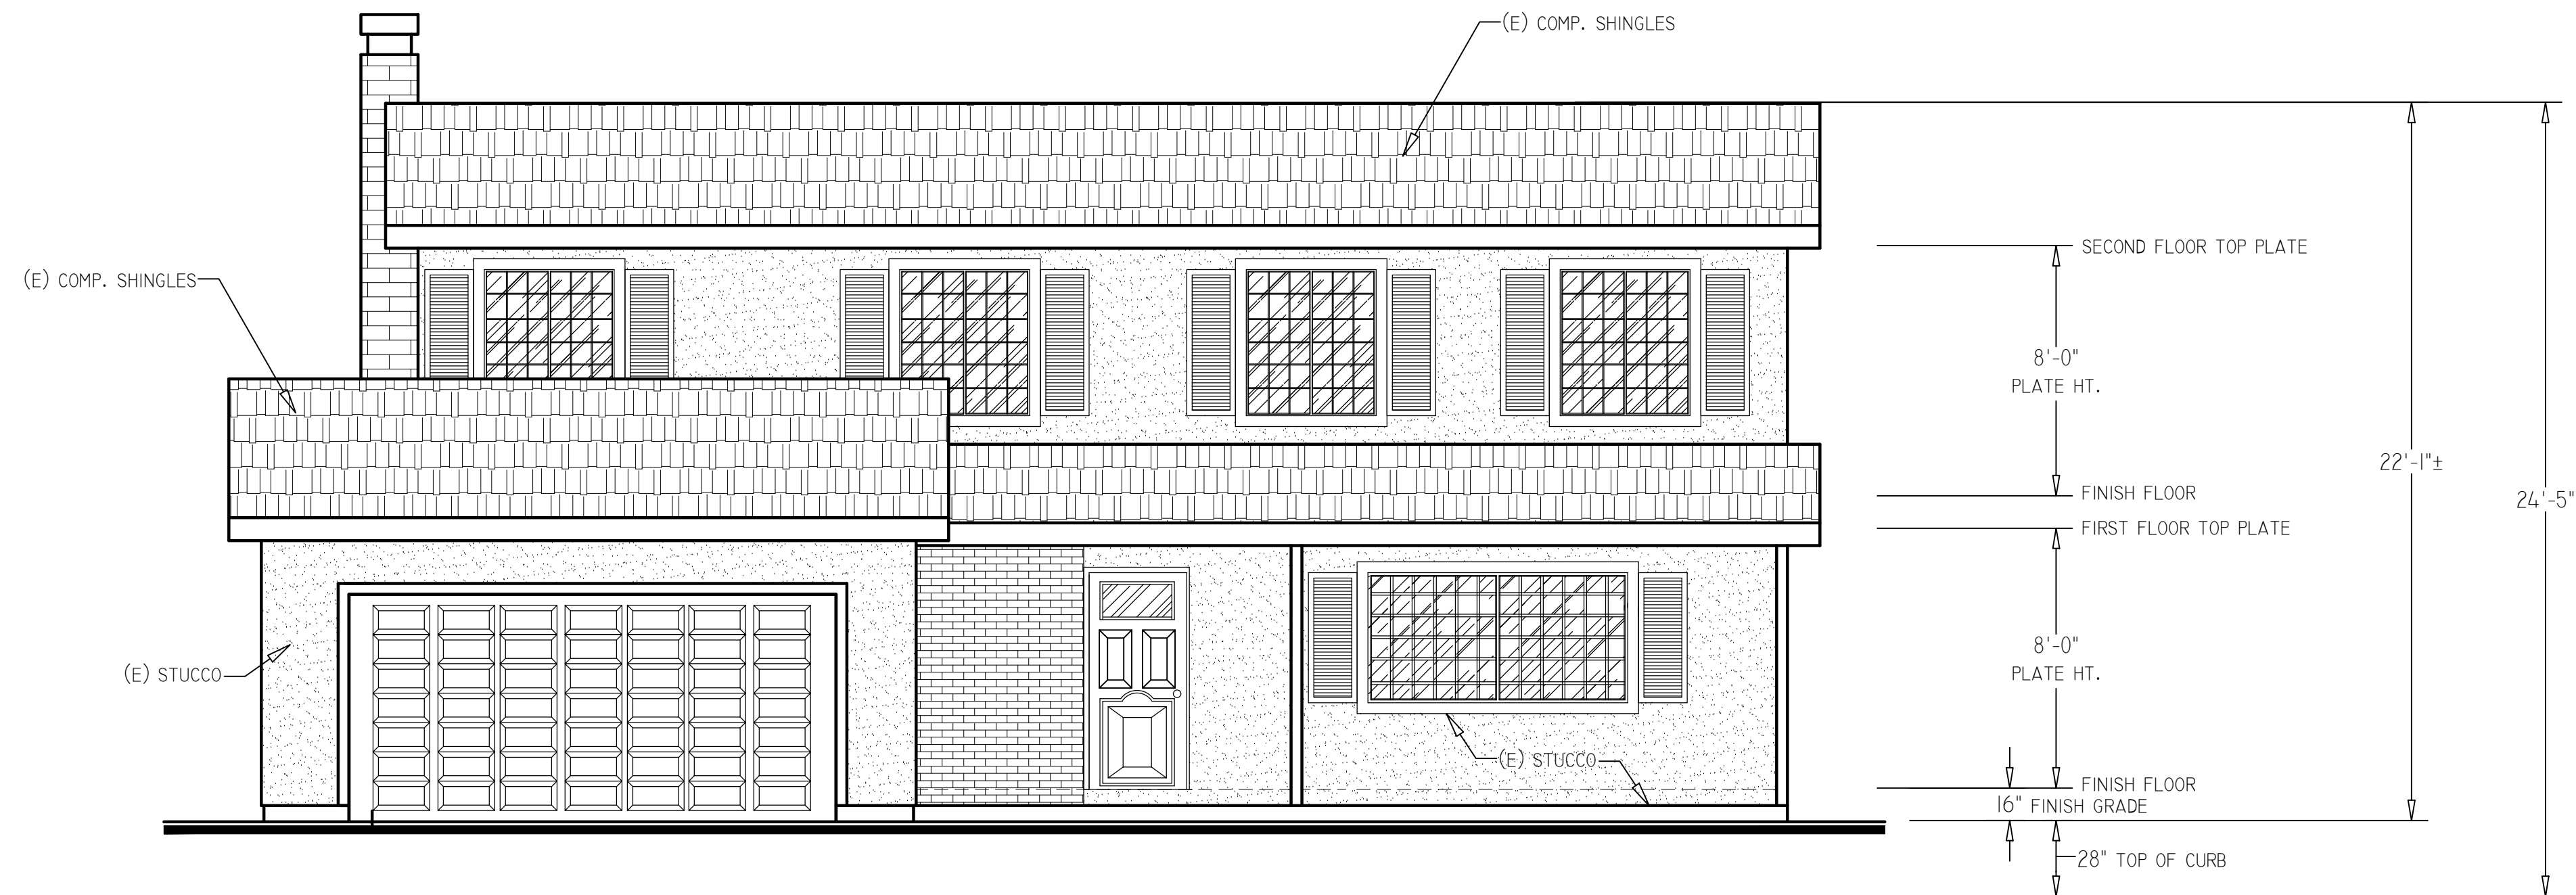 (E) COMP. SHINGLES
(E) COMP. SHINGLES
(E) STUCCO
(E) STUCCO
SECOND FLOOR TOP PLATE
8'-0"
PLATE HT.
FINISH FLOOR
FIRST FLOOR TOP PLATE
8'-0"
PLATE HT.
FINISH FLOOR
16" FINISH GRADE
28" TOP OF CURB
22'-1"±
24'-5"